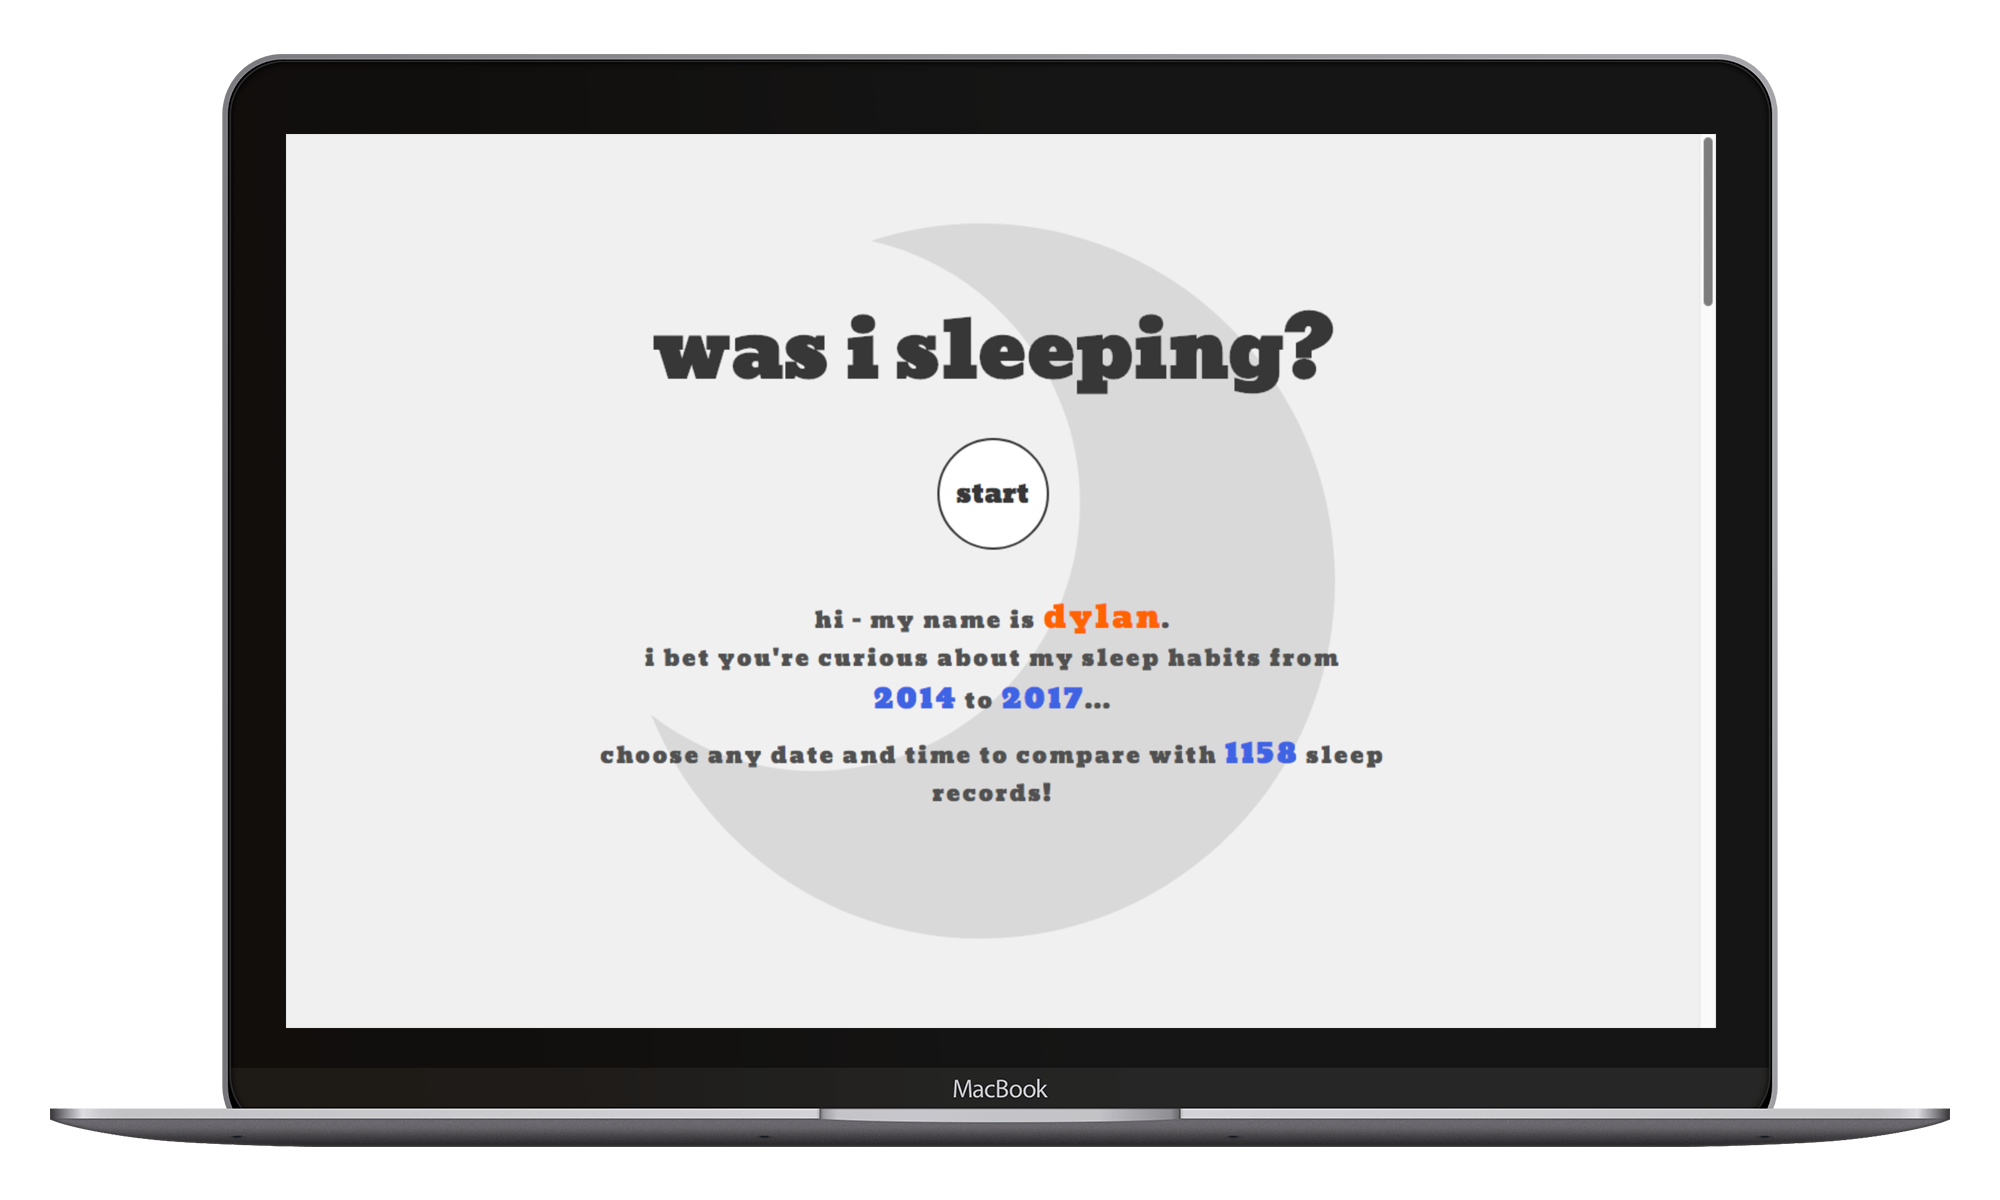 was i sleeping?
start
hi - my name is dylan.
i bet you're curious about my sleep habits from
2014 to 2017...
choose any date and time to compare with 1158 sleep
records!
MacBook